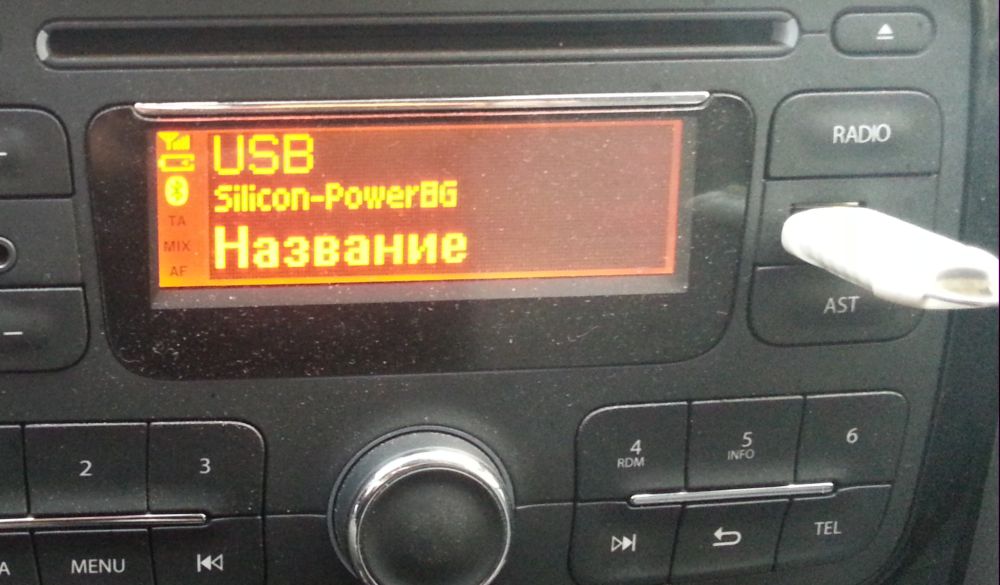 RADIO
USB
Silicon-Power8G
TA
Название
MIX
AF
AST
2
3
4
RDM
5
INFO
6
MENU
TEL